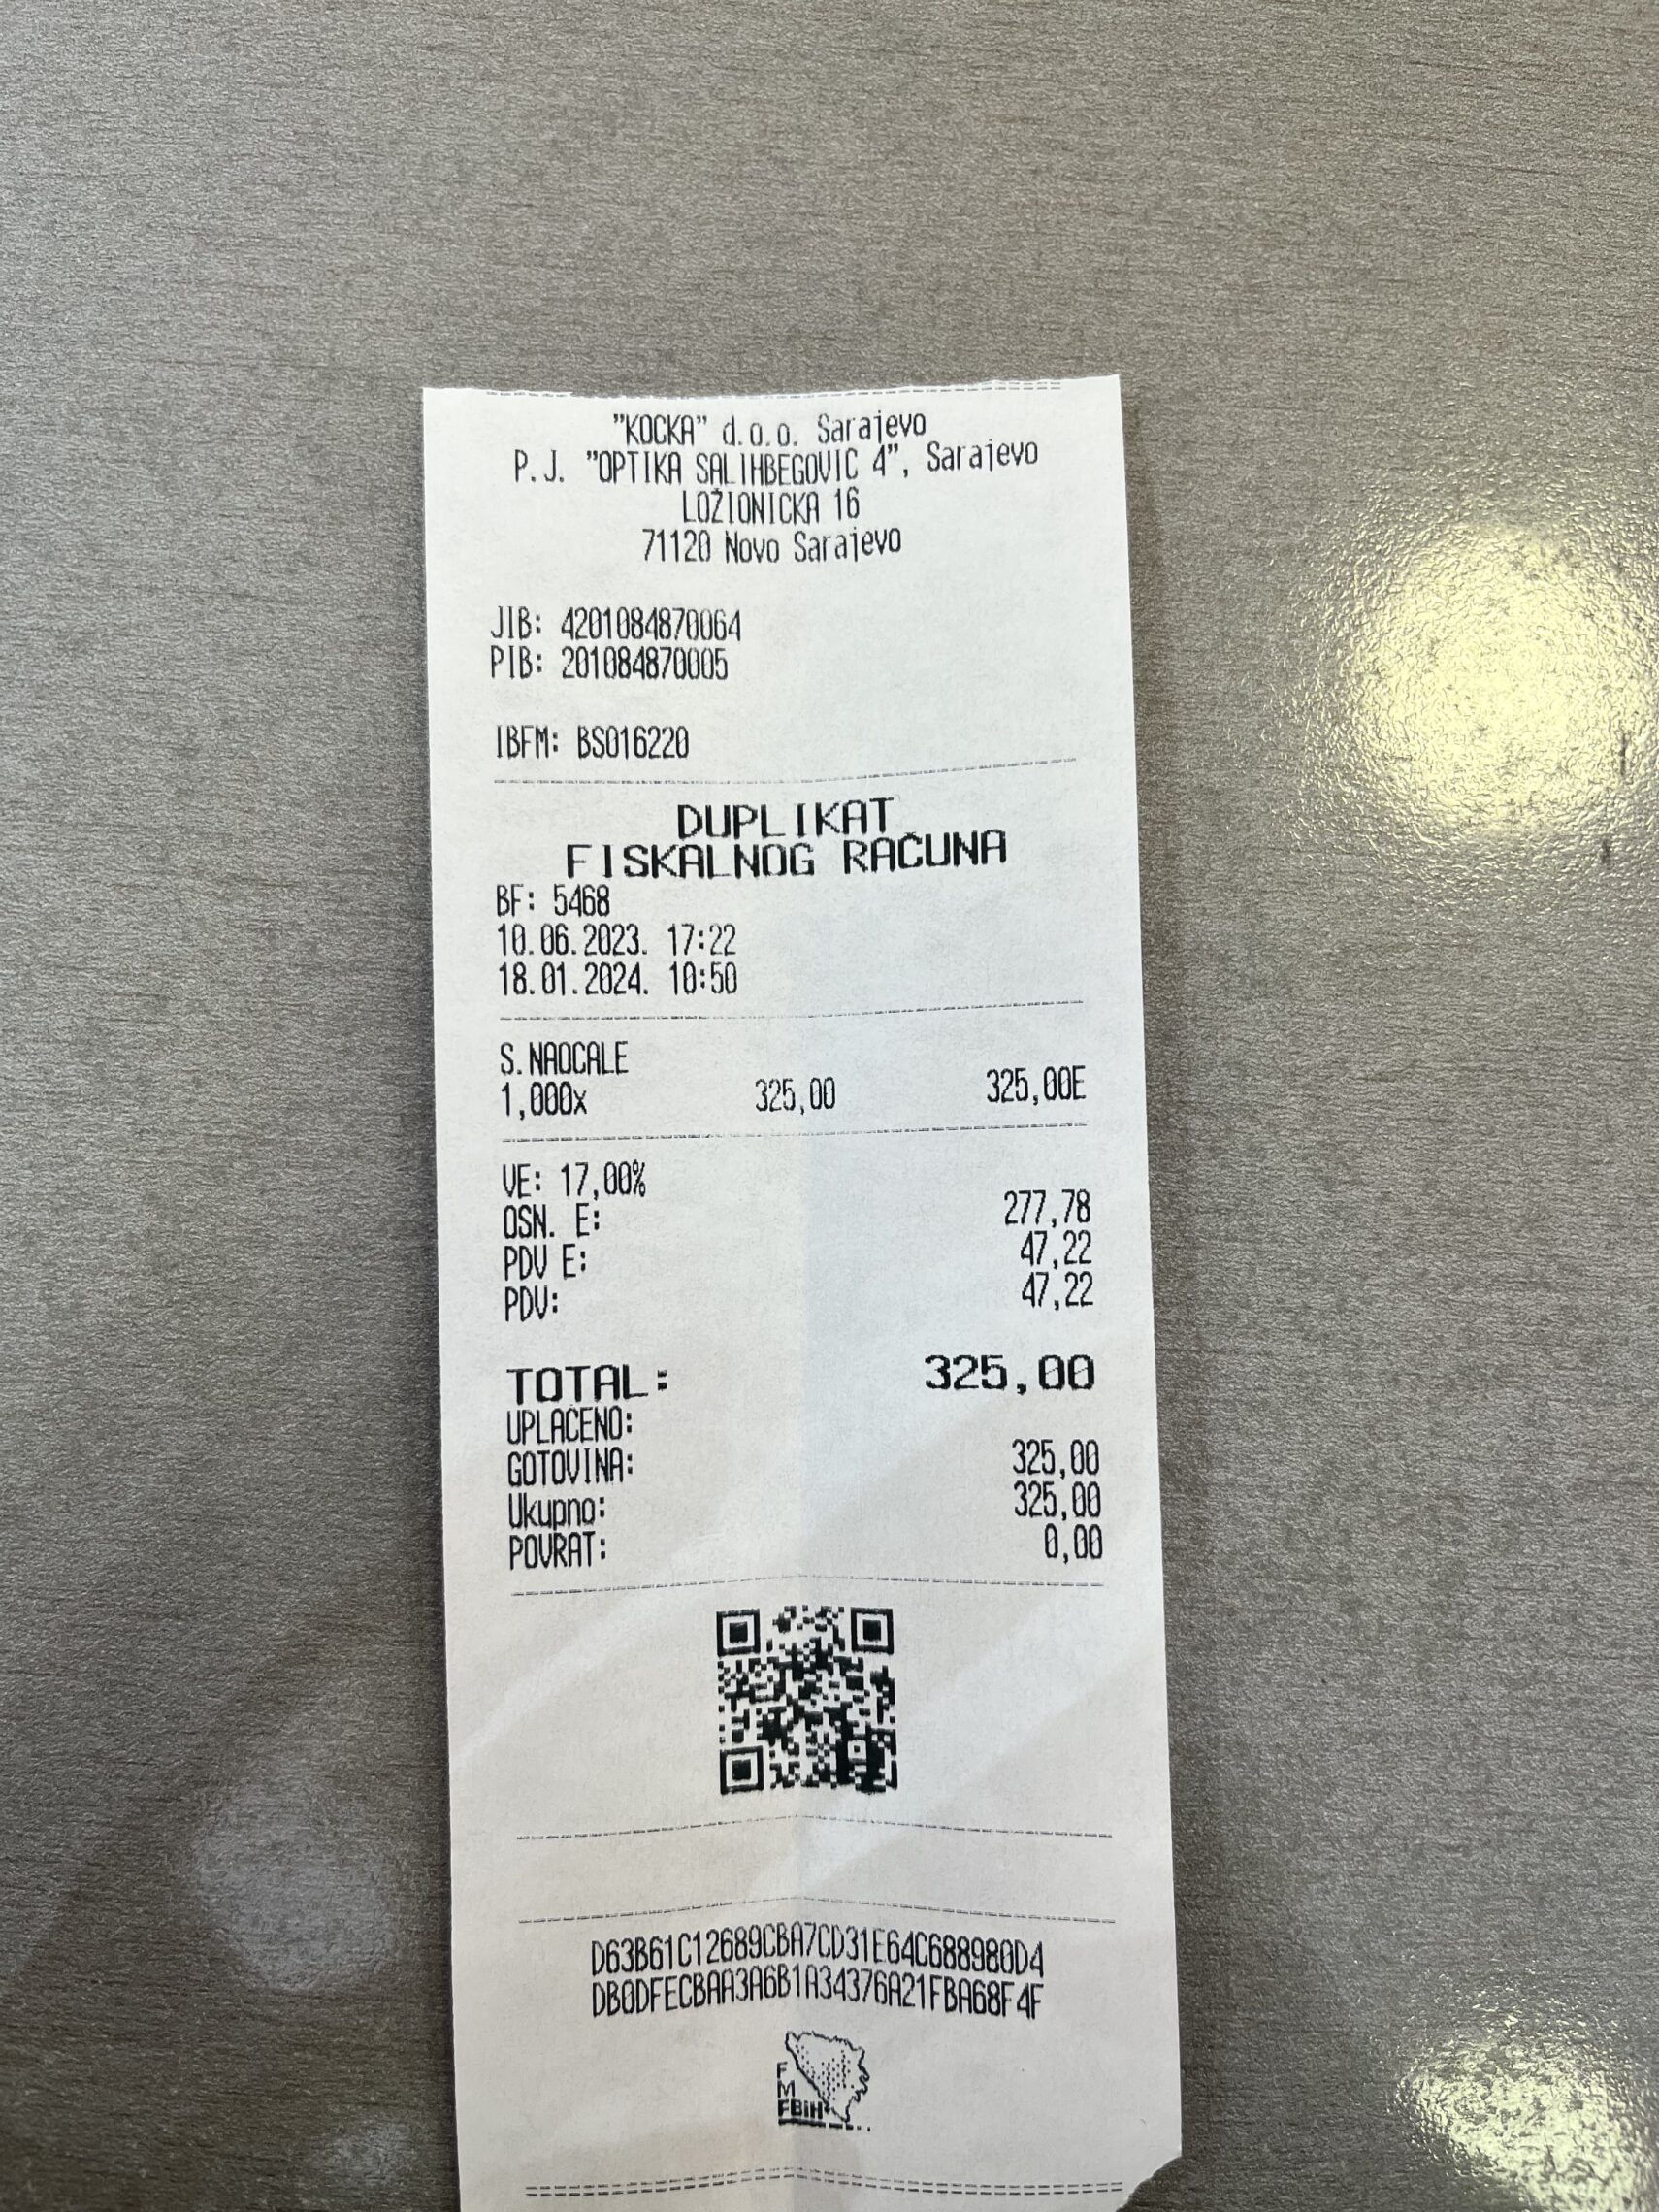 "KOCKA" d.o.o. Sarajevo
P.J. "OPTIKA SALIHBEGOVIC 4", Sarajevo
LOŽIONICKA 16
71120 Novo Sarajevo
JIB: 4201084870064
PIB: 201084870005
IBFM: BS016220
DUPLIKAT
FISKALNOG RAČUNA
BF: 5468
10.06.2023. 17:22
18.01.2024. 10:50
S.NAOCALE
1,000x 325,00 325,00E
VE: 17,00%
OSN. E: 277,78
PDV E: 47,22
PDV: 47,22
TOTAL: 325,00
UPLAĆENO:
GOTOVINA: 325,00
Ukupno: 325,00
POVRAT: 0,00
D63B61C12689CBA7CD31E64C688980D4
DB0DFECBAA3A6B1A34376A21FBA68F4F
F
M
FBiH